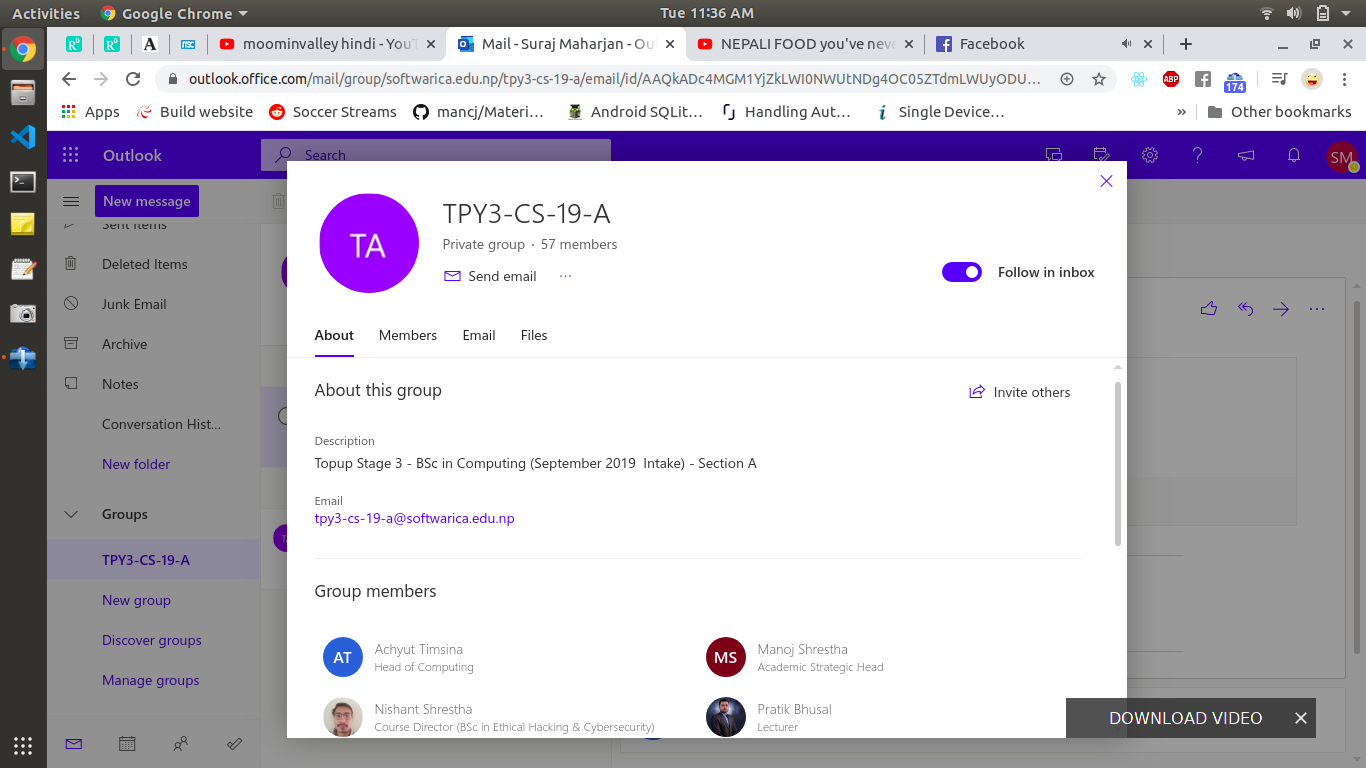 Activities Google Chrome Tue 11:36 AM
moominvalley hindi - You Mail - Suraj Maharjan - Ou NEPALI FOOD you've neve Facebook
outlook.office.com/mail/group/softwarica.edu.np/tpy3-cs-19-a/email/id/AAQkADc4MGM1YjZkLWI0NWUtNDg4OC05ZTdmLWUyODU... ABP 174
Apps Build website Soccer Streams mancj/Materi... Android SQLit... Handling Aut... Single Device... » Other bookmarks
Outlook Search SM
New message
Sent Items
Deleted Items
Junk Email
Archive
Notes
Conversation Hist...
New folder
Groups
TPY3-CS-19-A
New group
Discover groups
Manage groups
TA
TPY3-CS-19-A
Private group · 57 members
Send email ...
Follow in inbox
About Members Email Files
About this group
Invite others
Description
Topup Stage 3 - BSc in Computing (September 2019 Intake) - Section A
Email
tpy3-cs-19-a@softwarica.edu.np
Group members
AT Achyut Timsina
Head of Computing
MS Manoj Shrestha
Academic Strategic Head
Nishant Shrestha
Course Director (BSc in Ethical Hacking & Cybersecurity)
Pratik Bhusal
Lecturer
DOWNLOAD VIDEO